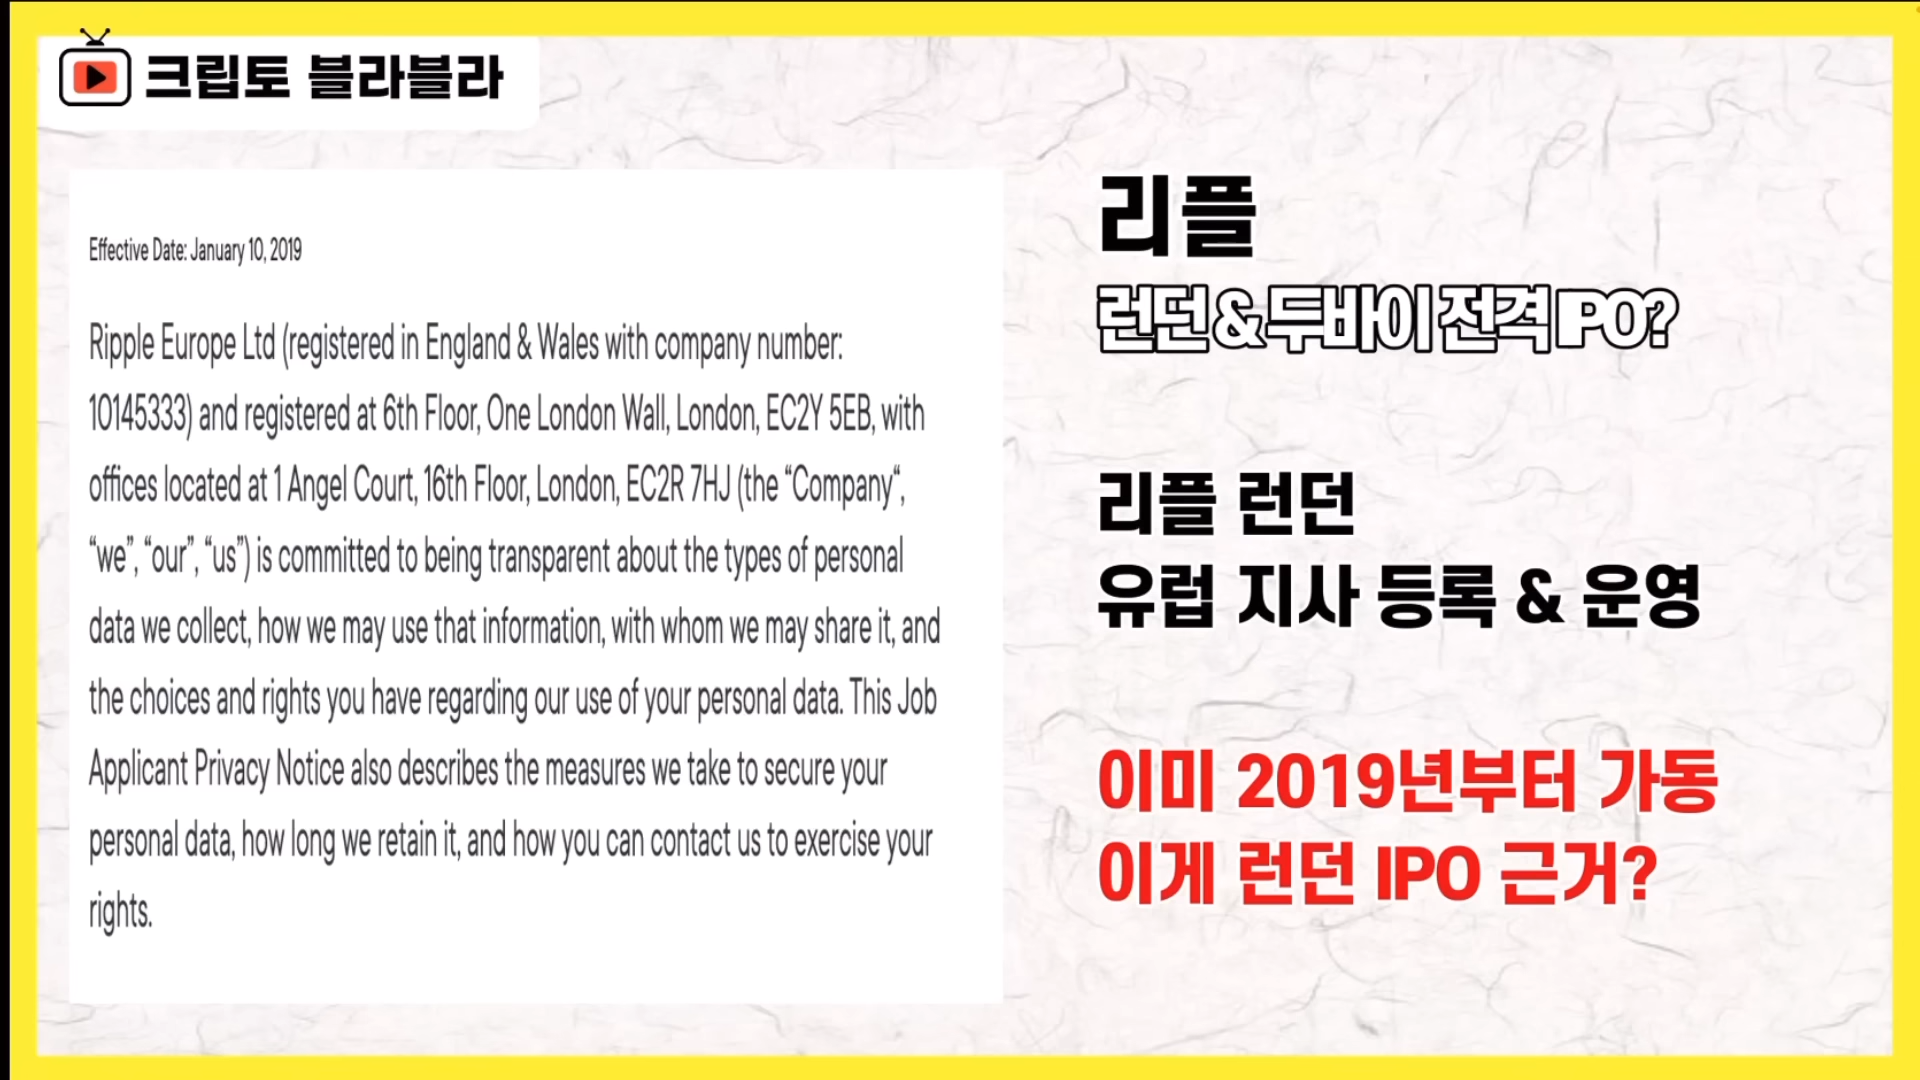 크립토 블라블라
Effective Date: January 10, 2019
Ripple Europe Ltd (registered in England & Wales with company number:
10145333) and registered at 6th Floor, One London Wall, London, EC2Y 5EB, with
offices located at 1 Angel Court, 16th Floor, London, EC2R 7HJ (the “Company“,
“we”, “our”, “us”) is committed to being transparent about the types of personal
data we collect, how we may use that information, with whom we may share it, and
the choices and rights you have regarding our use of your personal data. This Job
Applicant Privacy Notice also describes the measures we take to secure your
personal data, how long we retain it, and how you can contact us to exercise your
rights.
리플
런던 & 두바이 전격 IPO?
리플 런던
유럽 지사 등록 & 운영
이미 2019년부터 가동
이게 런던 IPO 근거?